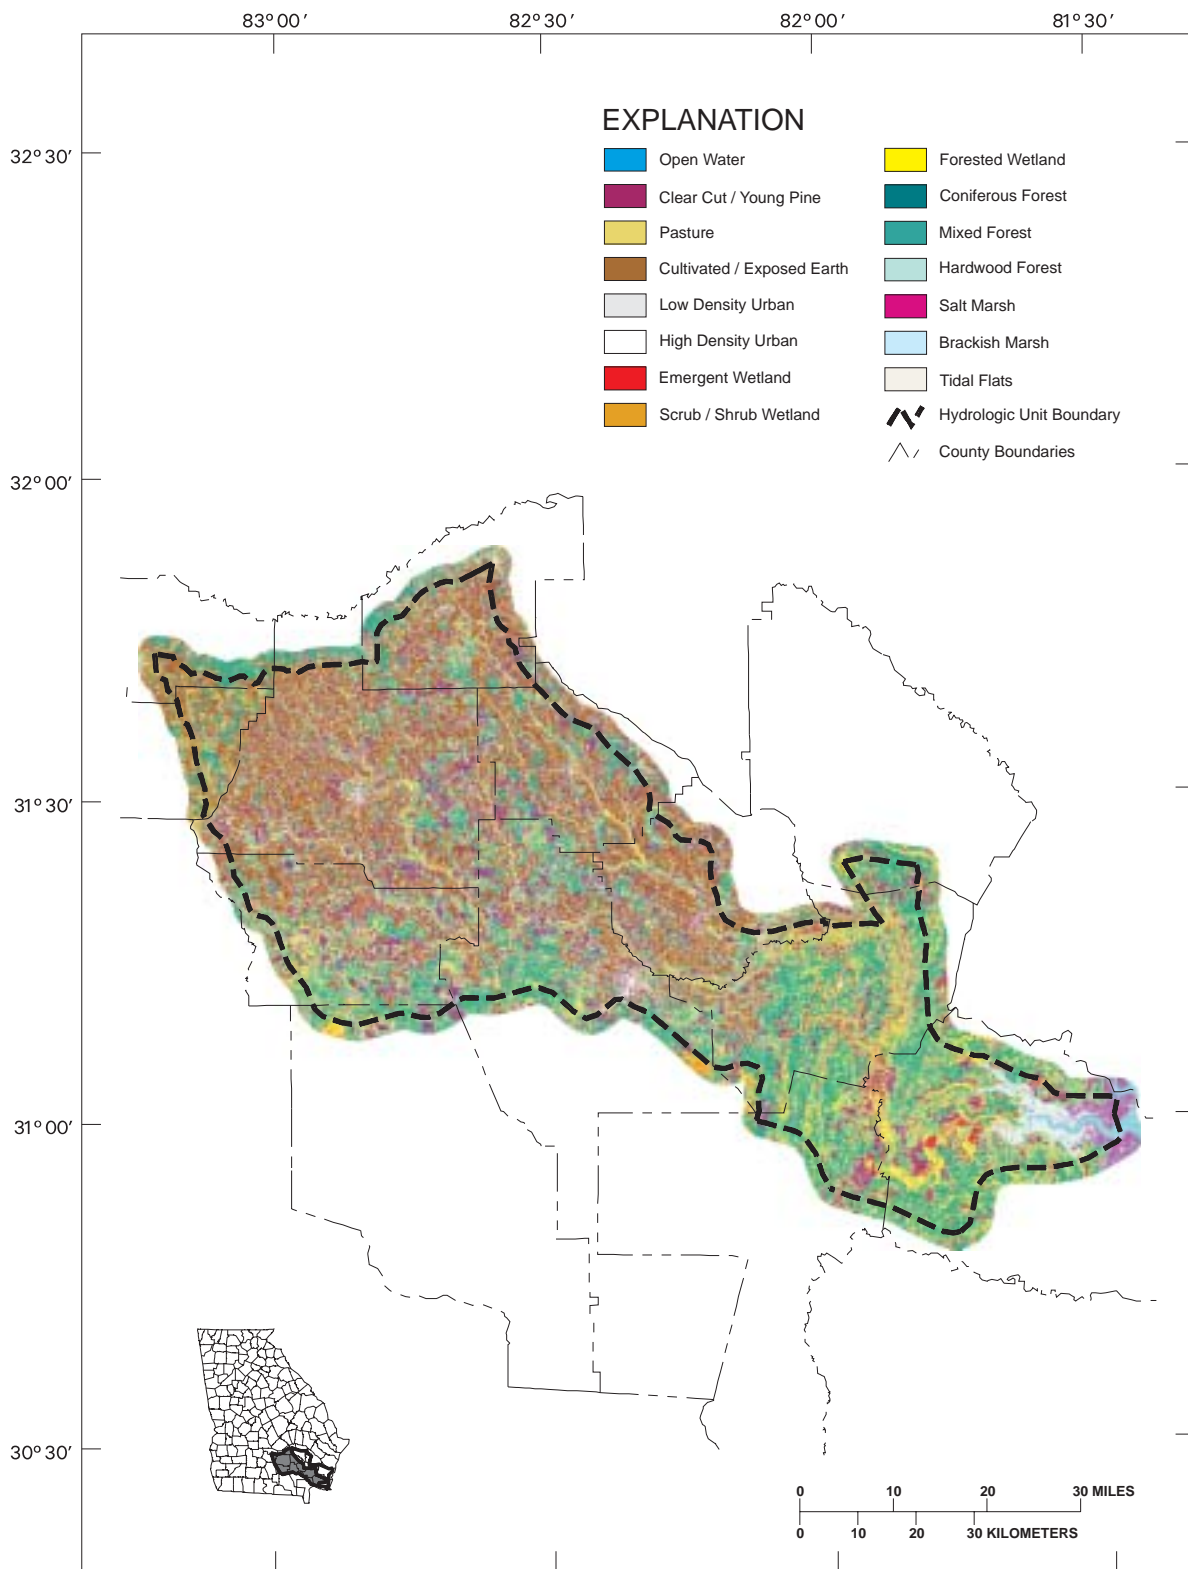 83°00′ 82°30′ 82°00′ 81°30′
EXPLANATION
32°30′
Open Water
Clear Cut / Young Pine
Pasture
Cultivated / Exposed Earth
Low Density Urban
High Density Urban
Emergent Wetland
Scrub / Shrub Wetland
Forested Wetland
Coniferous Forest
Mixed Forest
Hardwood Forest
Salt Marsh
Brackish Marsh
Tidal Flats
Hydrologic Unit Boundary
County Boundaries
32°00′
31°30′
31°00′
30°30′
0 10 20 30 MILES
0 10 20 30 KILOMETERS